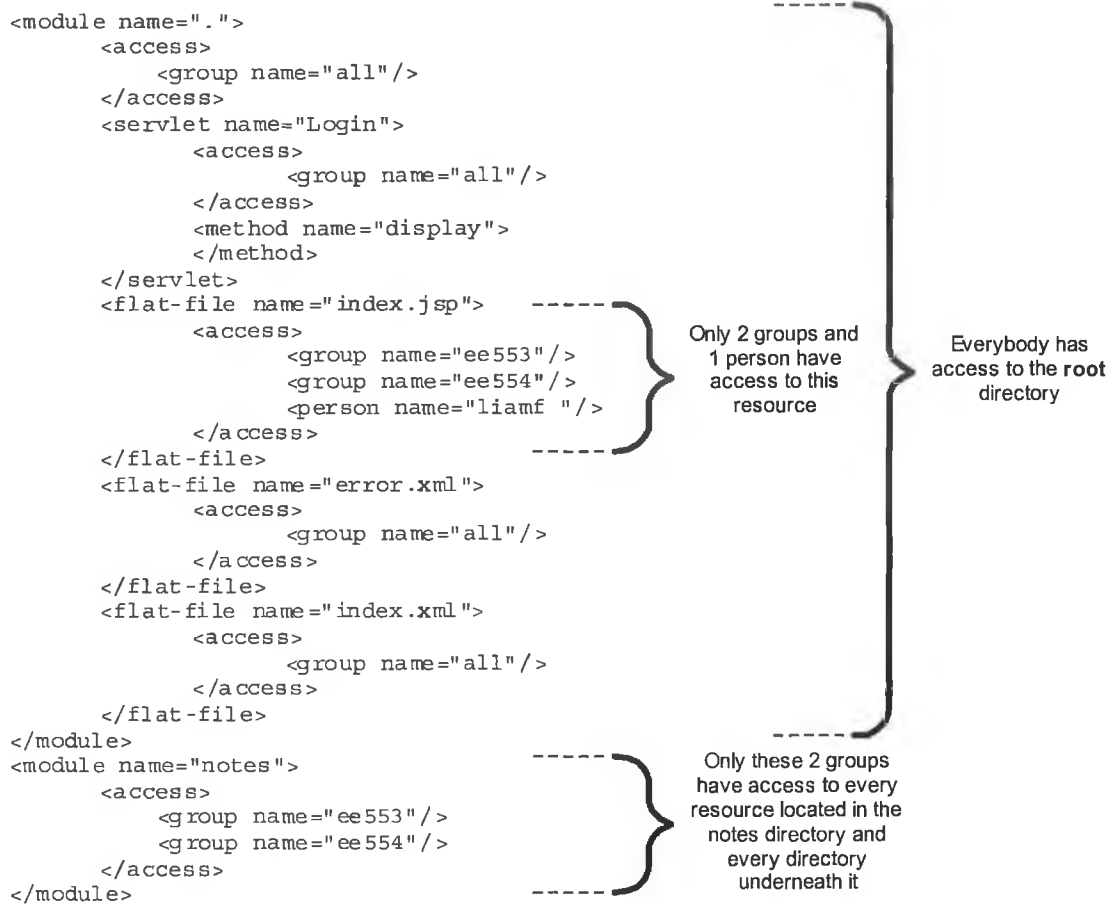 <module name=".">
<access>
<group name="all"/>
</access>
<servlet name="Login">
<access>
<group name="all"/>
</access>
<method name="display">
</method>
</servlet>
<flat-file name="index.jsp">
<access>
<group name="ee553"/>
<group name="ee554"/>
<person name="liamf "/>
</access>
</flat-file>
<flat-file name="error.xml">
<access>
<group name="all"/>
</access>
</flat-file>
<flat-file name="index.xml">
<access>
<group name="all"/>
</access>
</flat-file>
</module>
<module name="notes">
<access>
<group name="ee553"/>
<group name="ee554"/>
</access>
</module>
Only 2 groups and
1 person have
access to this
resource
Everybody has
access to the root
directory
Only these 2 groups
have access to every
resource located in the
notes directory and
every directory
underneath it